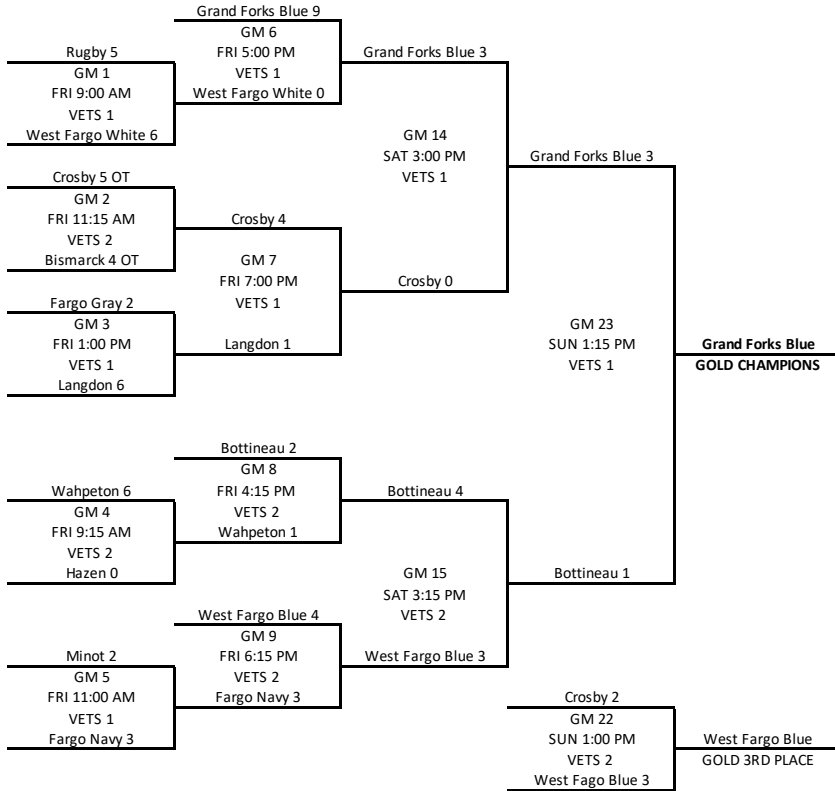 Grand Forks Blue 9
GM 6
FRI 5:00 PM
VETS 1
West Fargo White 0
Rugby 5
GM 1
FRI 9:00 AM
VETS 1
West Fargo White 6
Grand Forks Blue 3
GM 14
SAT 3:00 PM
VETS 1
Crosby 0
Crosby 5 OT
GM 2
FRI 11:15 AM
VETS 2
Bismarck 4 OT
Crosby 4
GM 7
FRI 7:00 PM
VETS 1
Langdon 1
Fargo Gray 2
GM 3
FRI 1:00 PM
VETS 1
Langdon 6
Grand Forks Blue 3
GM 23
SUN 1:15 PM
VETS 1
Bottineau 1
Grand Forks Blue
GOLD CHAMPIONS
Bottineau 2
GM 8
FRI 4:15 PM
VETS 2
Wahpeton 1
Wahpeton 6
GM 4
FRI 9:15 AM
VETS 2
Hazen 0
Bottineau 4
GM 15
SAT 3:15 PM
VETS 2
West Fargo Blue 3
West Fargo Blue 4
GM 9
FRI 6:15 PM
VETS 2
Fargo Navy 3
Minot 2
GM 5
FRI 11:00 AM
VETS 1
Fargo Navy 3
Crosby 2
GM 22
SUN 1:00 PM
VETS 2
West Fago Blue 3
West Fargo Blue
GOLD 3RD PLACE